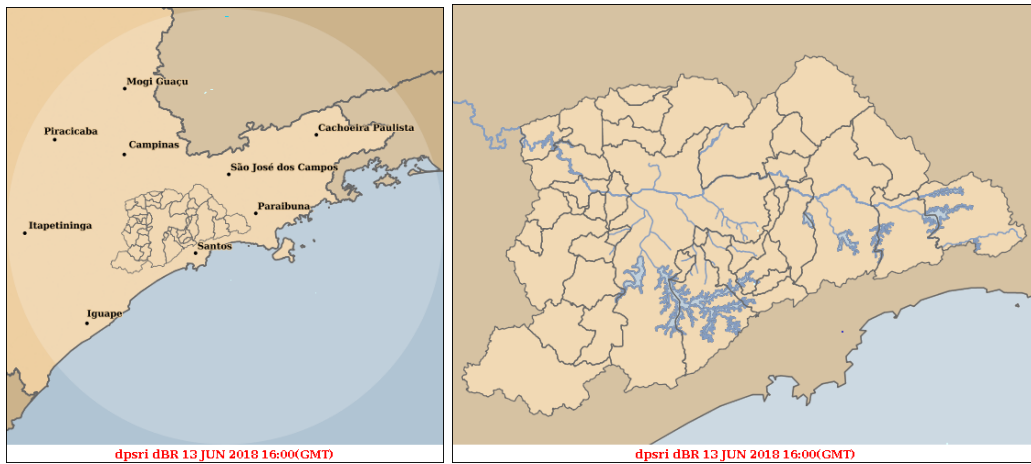 Mogi Guaçu
Piracicaba
Cachoeira Paulista
Campinas
São José dos Campos
Paraibuna
Itapetininga
Santos
Iguape
dpsri dBR 13 JUN 2018 16:00(GMT)
dpsri dBR 13 JUN 2018 16:00(GMT)